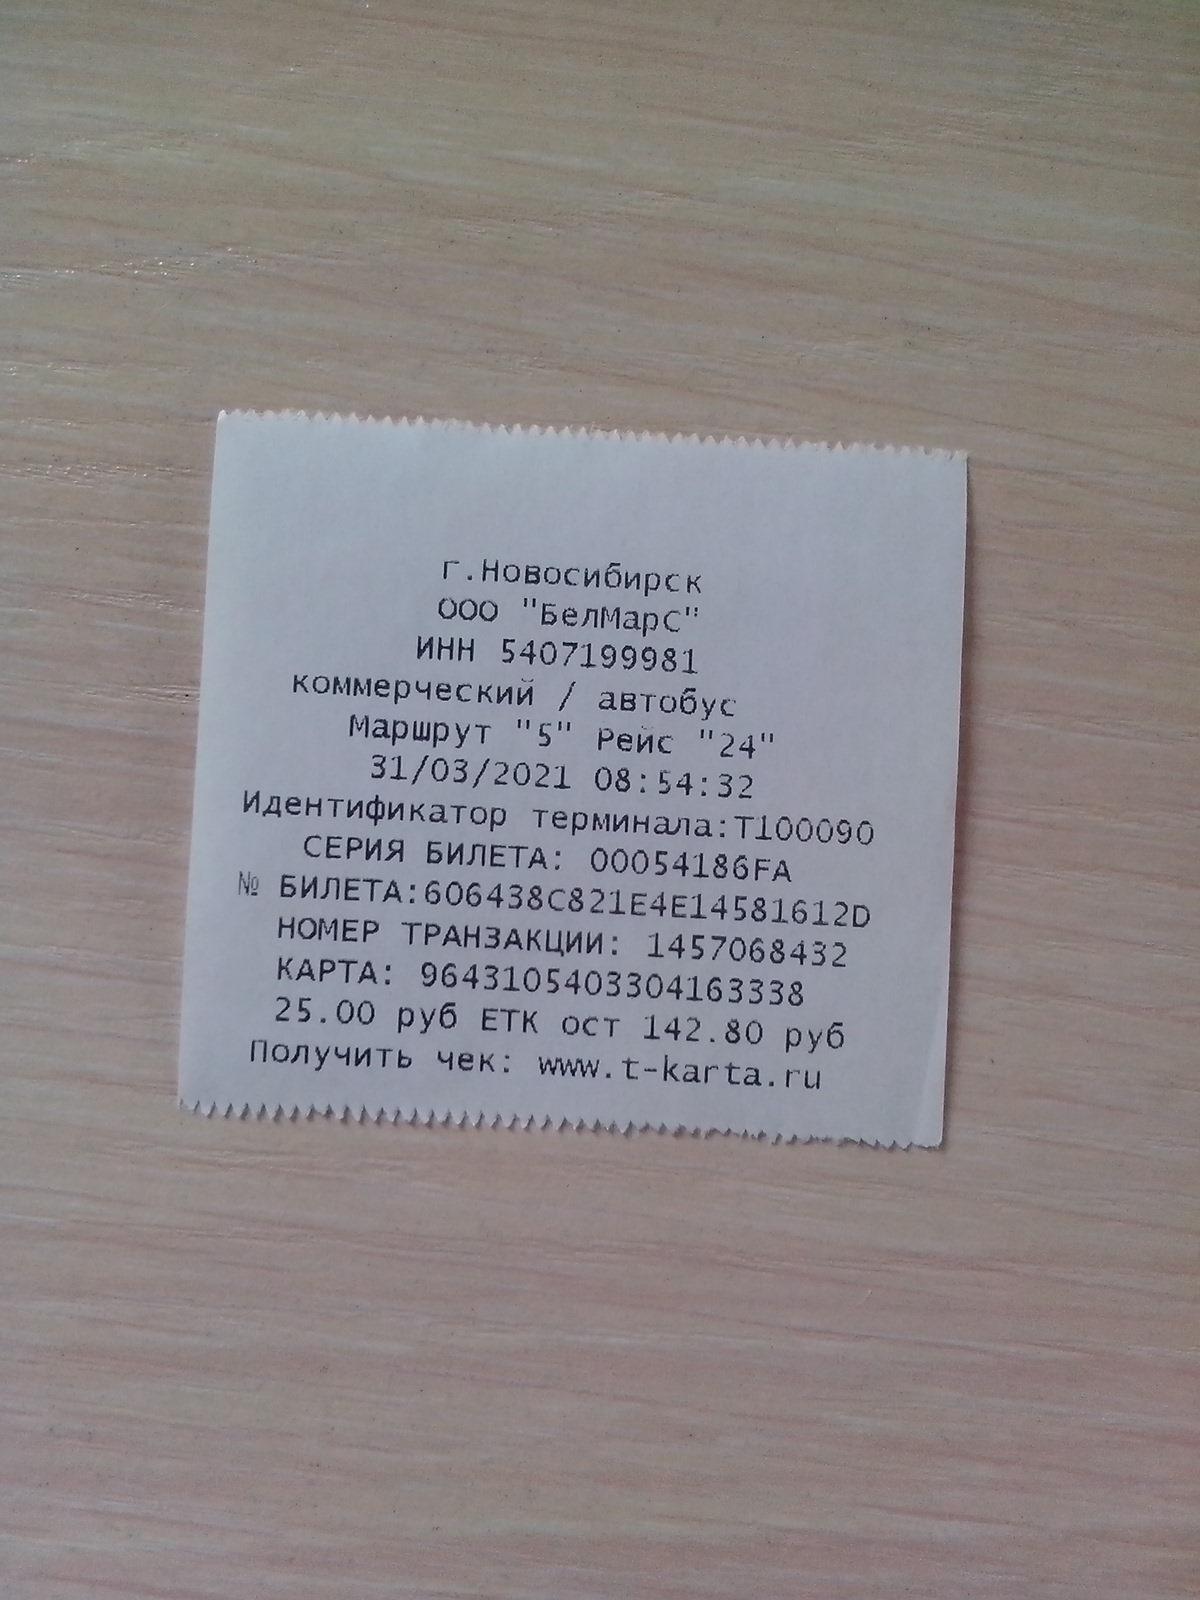 г.Новосибирск
ООО "БелМарС"
ИНН 5407199981
коммерческий / автобус
Маршрут "5" Рейс "24"
31/03/2021 08:54:32
Идентификатор терминала:T100090
СЕРИЯ БИЛЕТА: 00054186FA
№ БИЛЕТА:606438C821E4E14581612D
НОМЕР ТРАНЗАКЦИИ: 1457068432
КАРТА: 9643105403304163338
25.00 руб ЕТК ост 142.80 руб
Получить чек: www.t-karta.ru